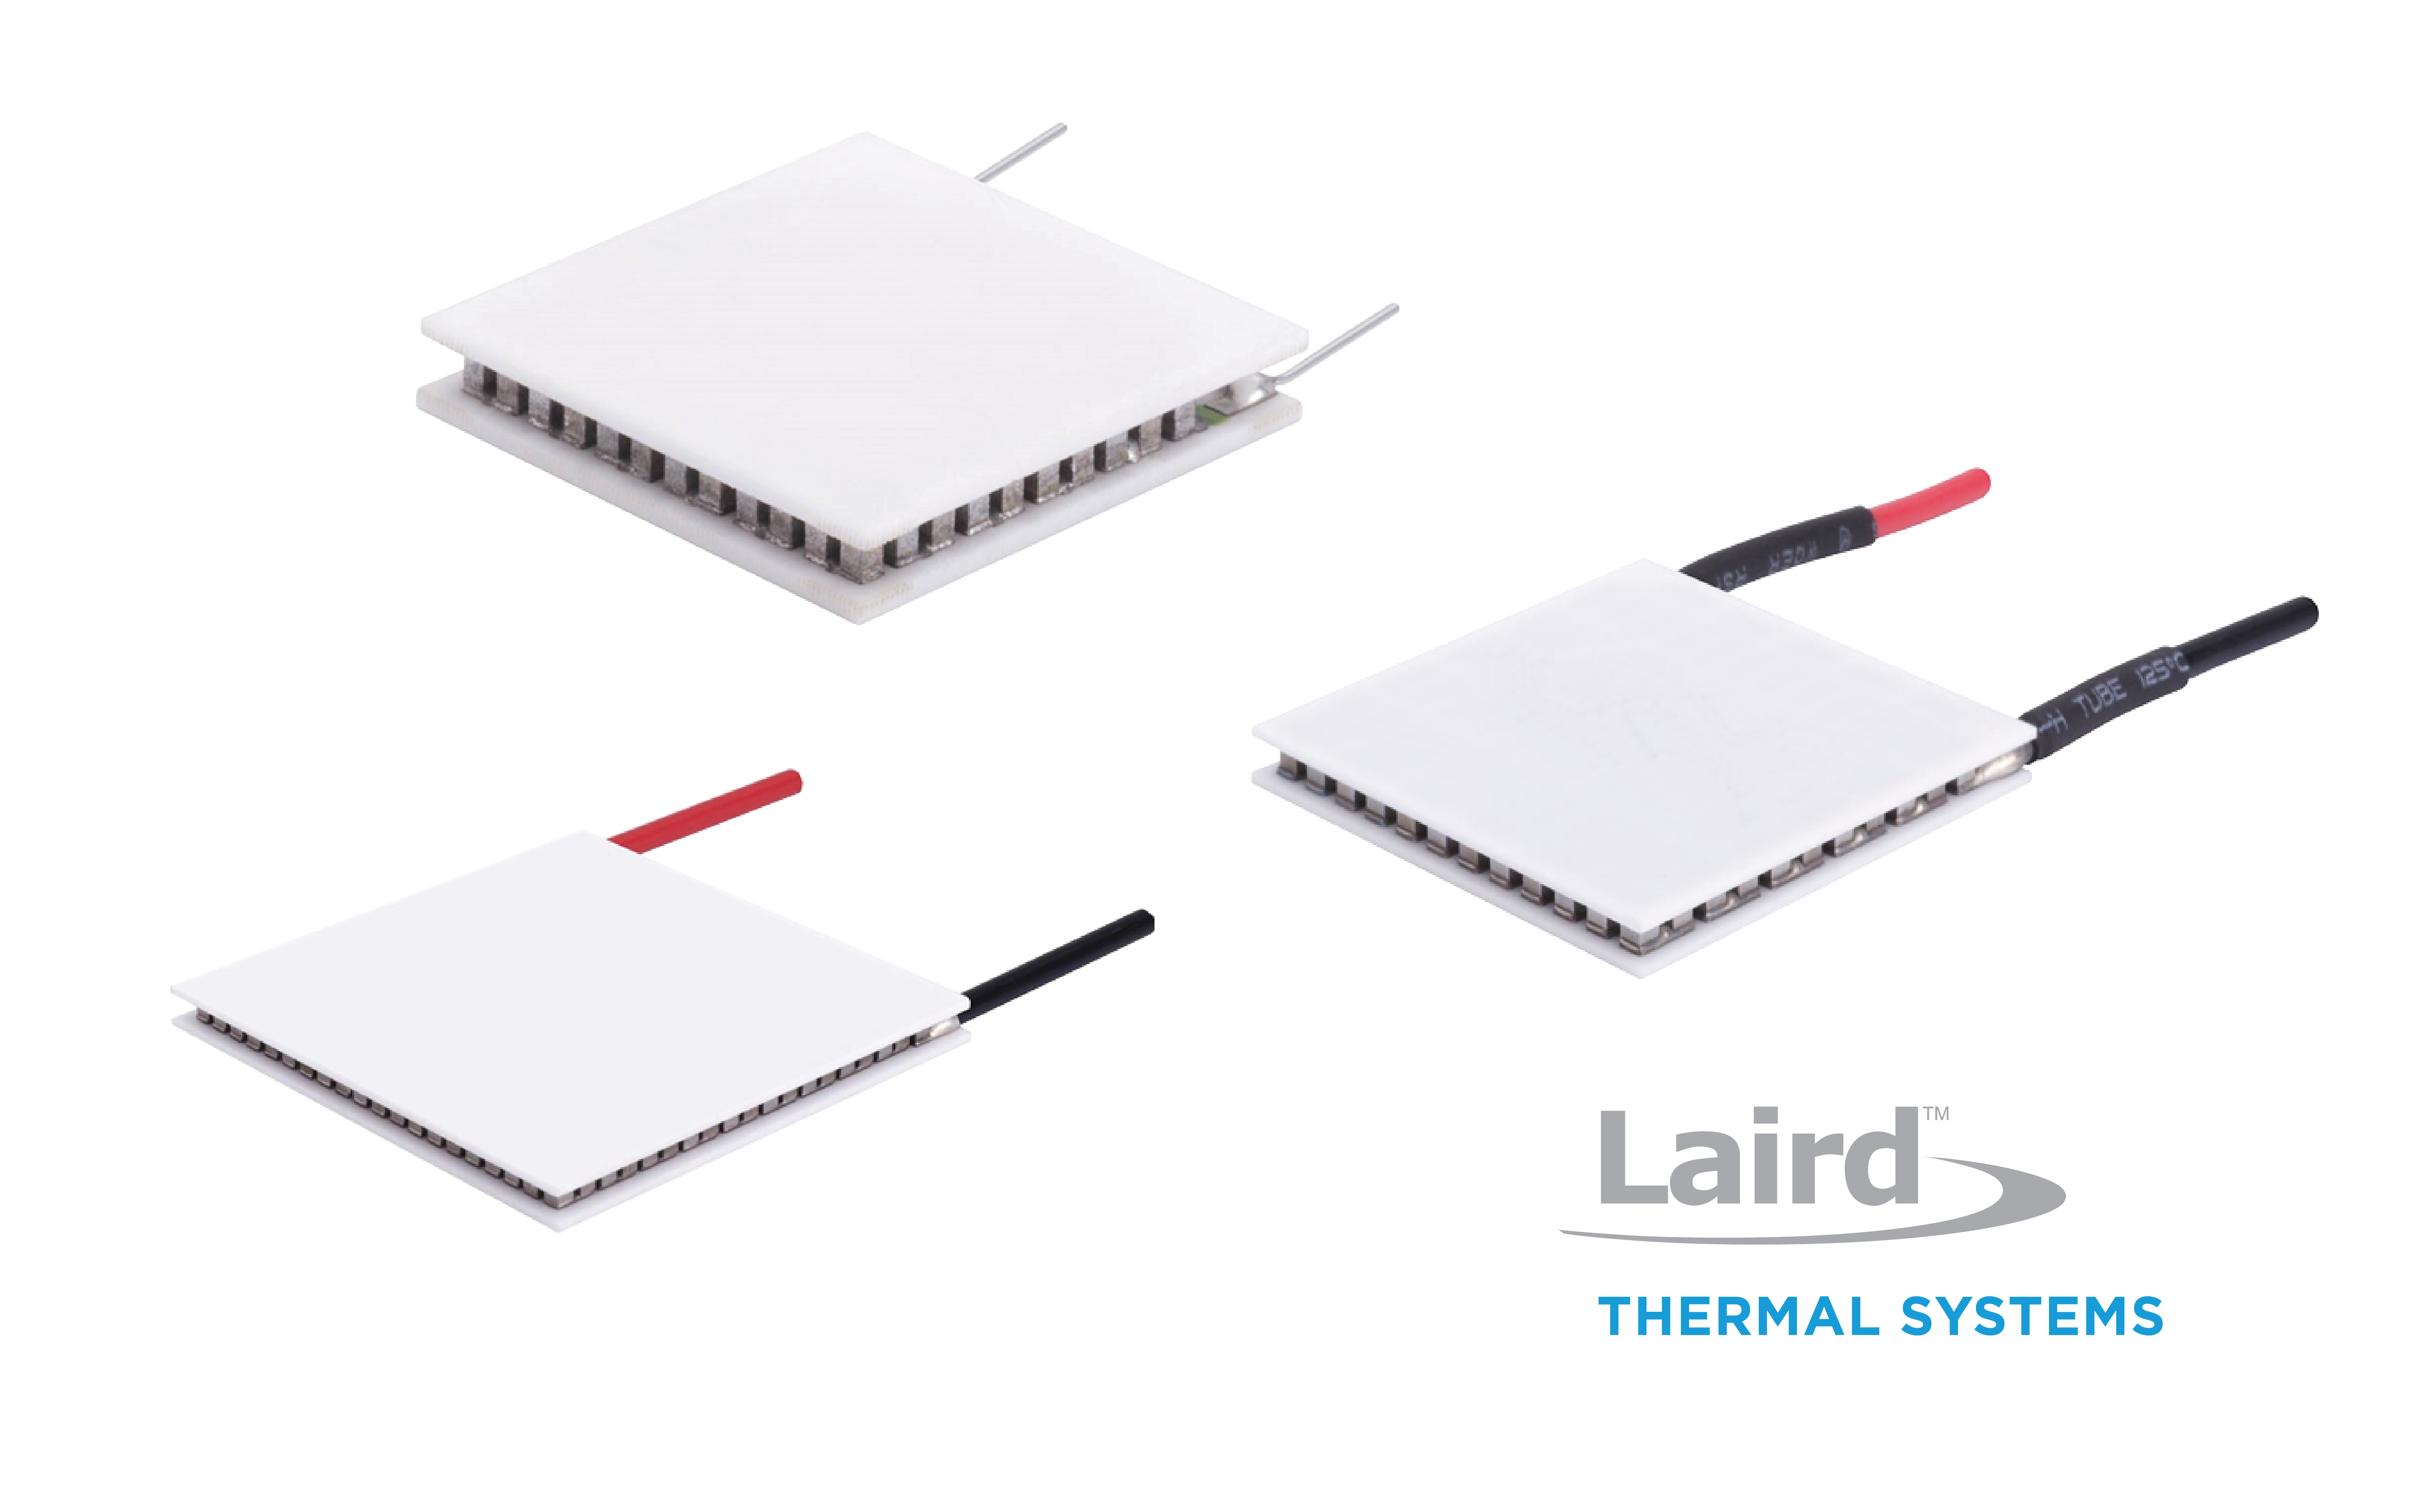 125°C
TUBE
Laird™
THERMAL SYSTEMS